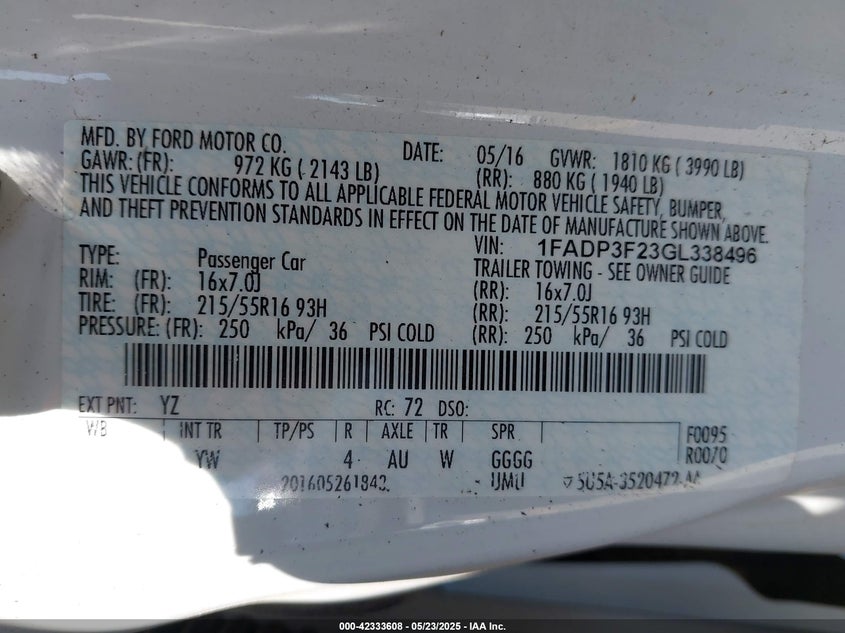 MFD. BY FORD MOTOR CO. DATE: 05/16 GVWR: 1810 KG ( 3990 LB)
GAWR: (FR): 972 KG ( 2143 LB) (RR): 880 KG ( 1940 LB)
THIS VEHICLE CONFORMS TO ALL APPLICABLE FEDERAL MOTOR VEHICLE SAFETY, BUMPER,
AND THEFT PREVENTION STANDARDS IN EFFECT ON THE DATE OF MANUFACTURE SHOWN ABOVE.
VIN: 1FADP3F23GL338496
TYPE: Passenger Car TRAILER TOWING - SEE OWNER GUIDE
RIM: (FR): 16x7.0J (RR): 16x7.0J
TIRE: (FR): 215/55R16 93H (RR): 215/55R16 93H
PRESSURE: (FR): 250 kPa/ 36 PSI COLD (RR): 250 kPa/ 36 PSI COLD
EXT PNT: YZ RC: 72 DSO:
WB INT TR TP/PS R AXLE TR SPR F0095
YW 4 AU W GGGG R0070
UMU
000-42333608 — 05/23/2025 — IAA Inc.